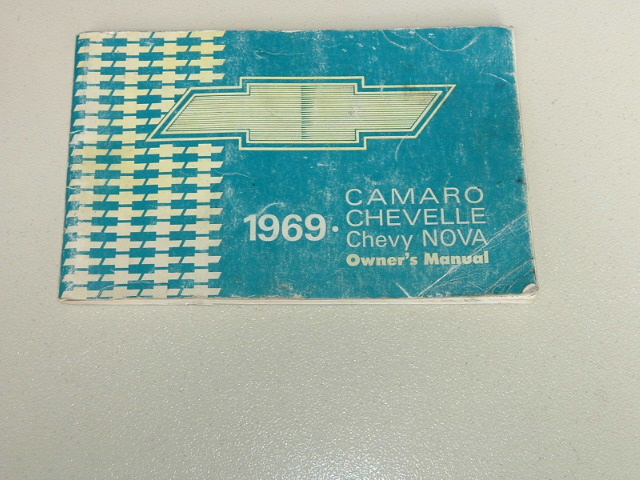 CAMARO
1969 · CHEVELLE
Chevy NOVA
Owner's Manual